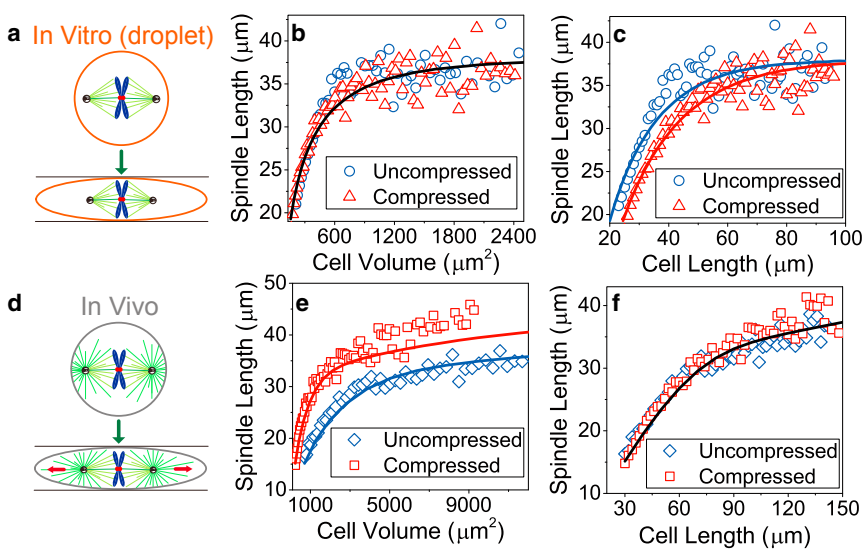 a
In Vitro (droplet)
b
Spindle Length (μm)
40
35
30
25
20
600 1200 1800 2400
Cell Volume (μm²)
Uncompressed
Compressed
c
Spindle Length (μm)
40
35
30
25
20
20 40 60 80 100
Cell Length (μm)
Uncompressed
Compressed
d
In Vivo
e
Spindle Length (μm)
50
40
30
20
10
1000 5000 9000
Cell Volume (μm²)
Uncompressed
Compressed
f
Spindle Length (μm)
40
30
20
10
30 60 90 120 150
Cell Length (μm)
Uncompressed
Compressed